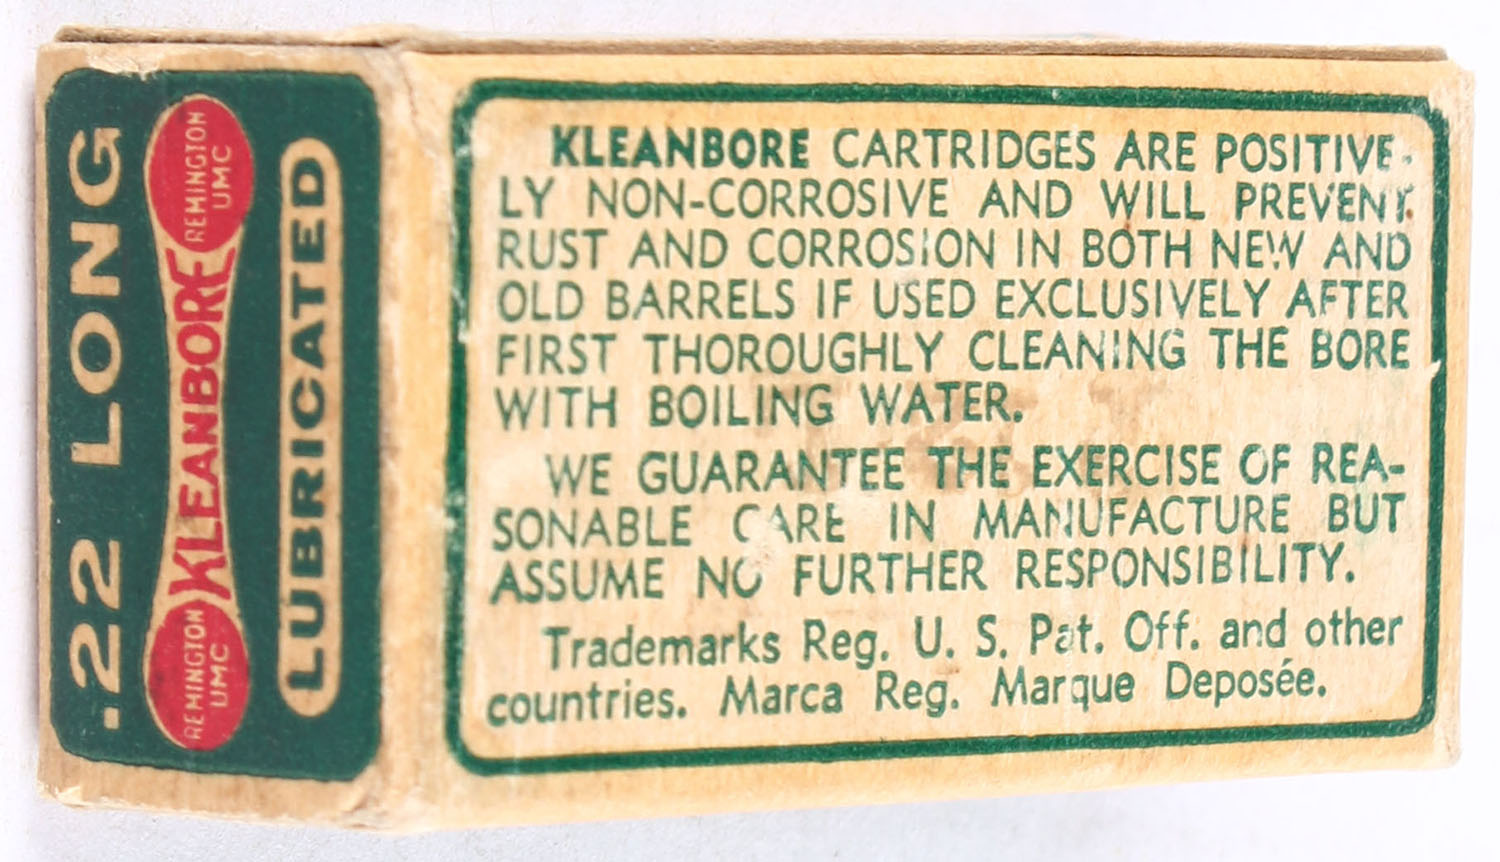 .22 LONG
REMINGTON
UMC
KLEANBORE
REMINGTON
UMC
LUBRICATED
KLEANBORE CARTRIDGES ARE POSITIVE-
LY NON-CORROSIVE AND WILL PREVENT
RUST AND CORROSION IN BOTH NEW AND
OLD BARRELS IF USED EXCLUSIVELY AFTER
FIRST THOROUGHLY CLEANING THE BORE
WITH BOILING WATER.
WE GUARANTEE THE EXERCISE OF REA-
SONABLE CARE IN MANUFACTURE BUT
ASSUME NO FURTHER RESPONSIBILITY.
Trademarks Reg. U. S. Pat. Off. and other
countries. Marca Reg. Marque Deposée.